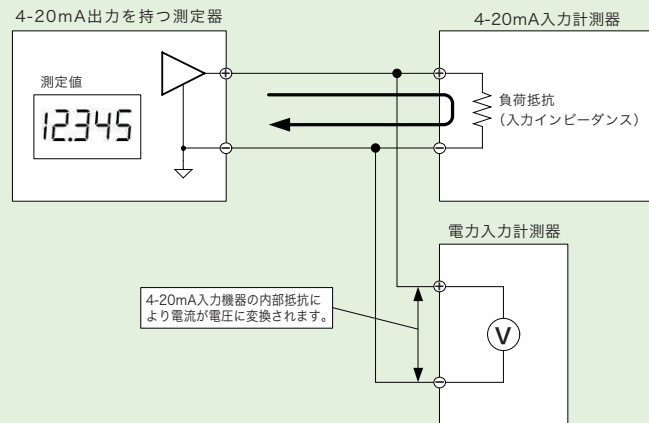 4-20mA出力を持つ測定器
4-20mA入力計測器
測定値
12.345
負荷抵抗
(入力インピーダンス)
電力入力計測器
4-20mA入力機器の内部抵抗に
より電流が電圧に変換されます。
V